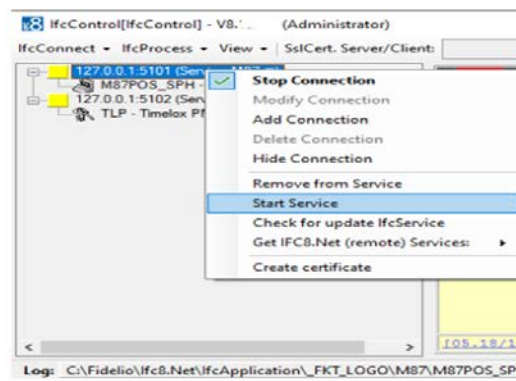 v8 IfcControl[IfcControl] - V8. (Administrator)
IfcConnect IfcProcess View SslCert. Server/Client:
127.0.0.1:5101
M87POS_SPH -
127.0.0.1:5102
TLP - Timelox
Stop Connection
Modify Connection
Add Connection
Delete Connection
Hide Connection
Remove from Service
Start Service
Check for update IfcService
Get IFC8.Net (remote) Services:
Create certificate
Log: C:\Fidelio\Ifc8.Net\IfcApplication\_FKT_LOGO\M87\M87POS_SP